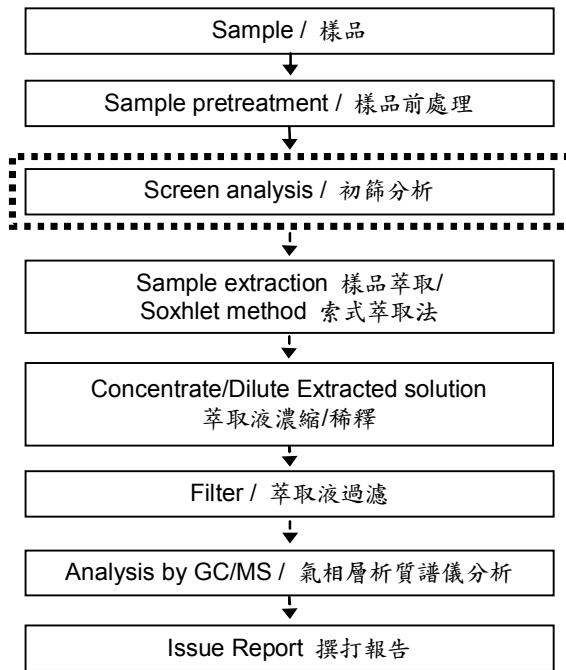 Sample / 樣品
Sample pretreatment / 樣品前處理
Screen analysis / 初篩分析
Sample extraction 樣品萃取/
Soxhlet method 索式萃取法
Concentrate/Dilute Extracted solution
萃取液濃縮/稀釋
Filter / 萃取液過濾
Analysis by GC/MS / 氣相層析質譜儀分析
Issue Report 撰打報告